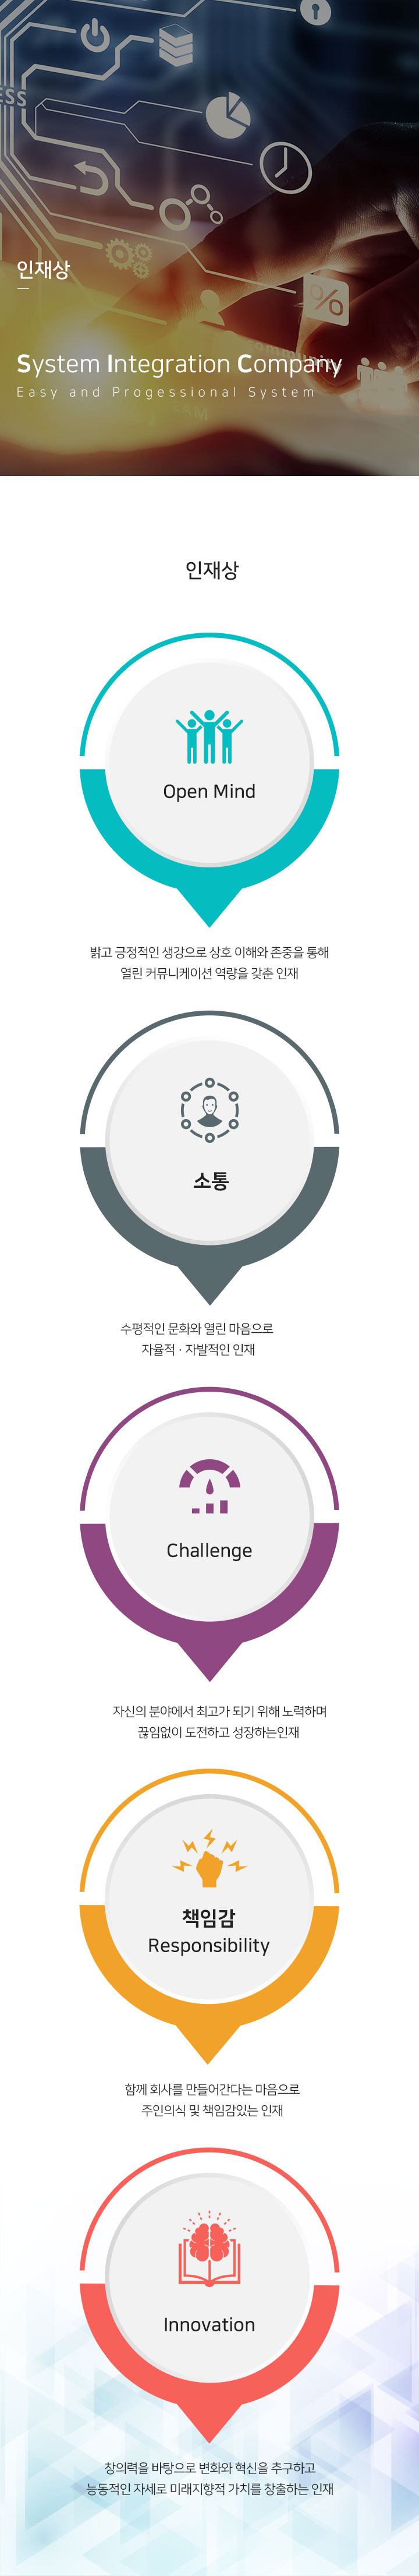 ESS
인재상
System Integration Company
Easy and Progessional System
인재상
Open Mind
밝고 긍정적인 생강으로 상호 이해와 존중을 통해
열린 커뮤니케이션 역량을 갖춘 인재
소통
수평적인 문화와 열린 마음으로
자율적 · 자발적인 인재
Challenge
자신의 분야에서 최고가 되기 위해 노력하며
끊임없이 도전하고 성장하는인재
책임감
Responsibility
함께 회사를 만들어간다는 마음으로
주인의식 및 책임감있는 인재
Innovation
창의력을 바탕으로 변화와 혁신을 추구하고
능동적인 자세로 미래지향적 가치를 창출하는 인재